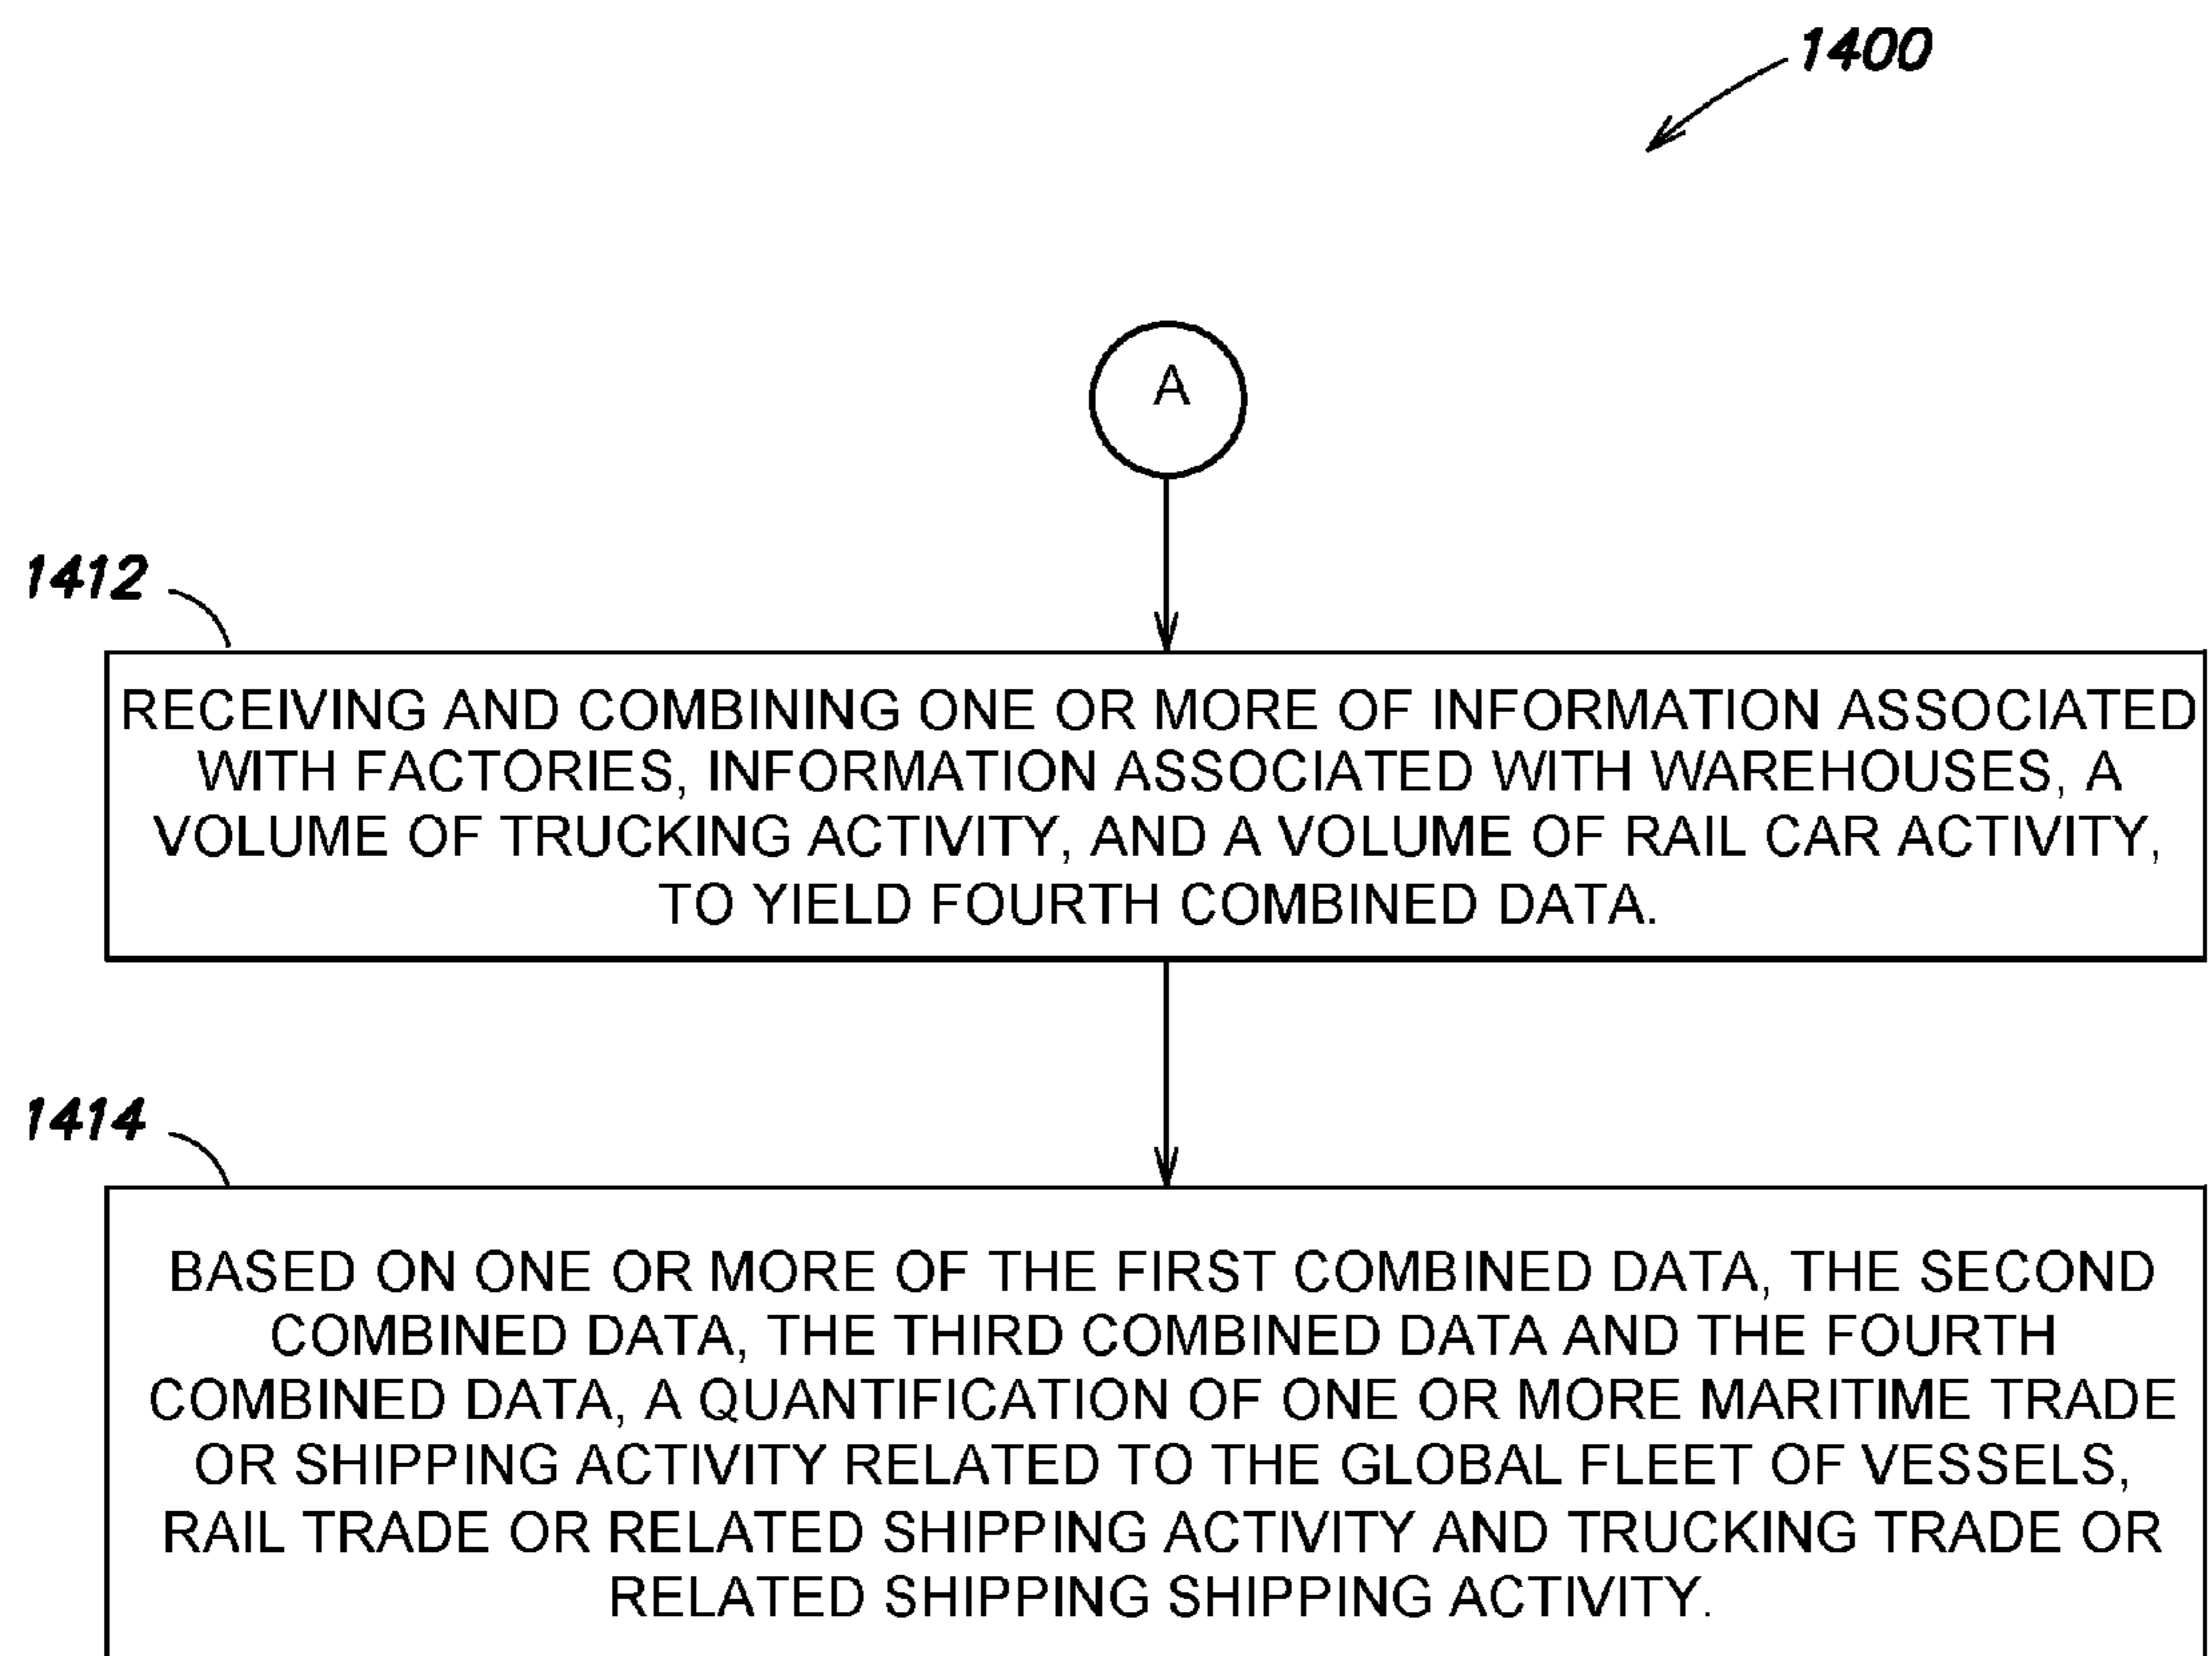 1400
A
1412
RECEIVING AND COMBINING ONE OR MORE OF INFORMATION ASSOCIATED
WITH FACTORIES, INFORMATION ASSOCIATED WITH WAREHOUSES, A
VOLUME OF TRUCKING ACTIVITY, AND A VOLUME OF RAIL CAR ACTIVITY,
TO YIELD FOURTH COMBINED DATA.
1414
BASED ON ONE OR MORE OF THE FIRST COMBINED DATA, THE SECOND
COMBINED DATA, THE THIRD COMBINED DATA AND THE FOURTH
COMBINED DATA, A QUANTIFICATION OF ONE OR MORE MARITIME TRADE
OR SHIPPING ACTIVITY RELATED TO THE GLOBAL FLEET OF VESSELS,
RAIL TRADE OR RELATED SHIPPING ACTIVITY AND TRUCKING TRADE OR
RELATED SHIPPING SHIPPING ACTIVITY.